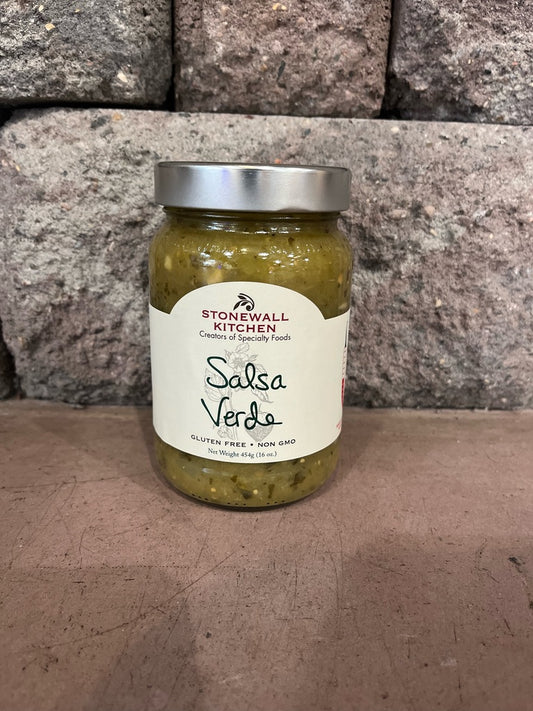 STONEWALL
KITCHEN
Creators of Specialty Foods
Salsa
Verde
GLUTEN FREE • NON GMO
Net Weight 454g (16 oz.)